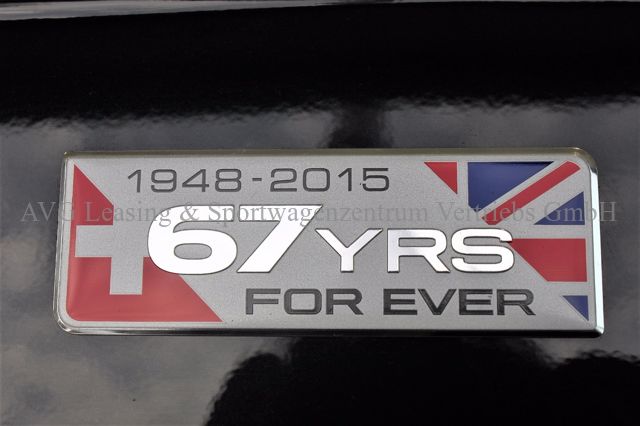 1948-2015
AVG Leasing & Sportwagenzentrum Vertriebs GmbH
67YRS
FOR EVER